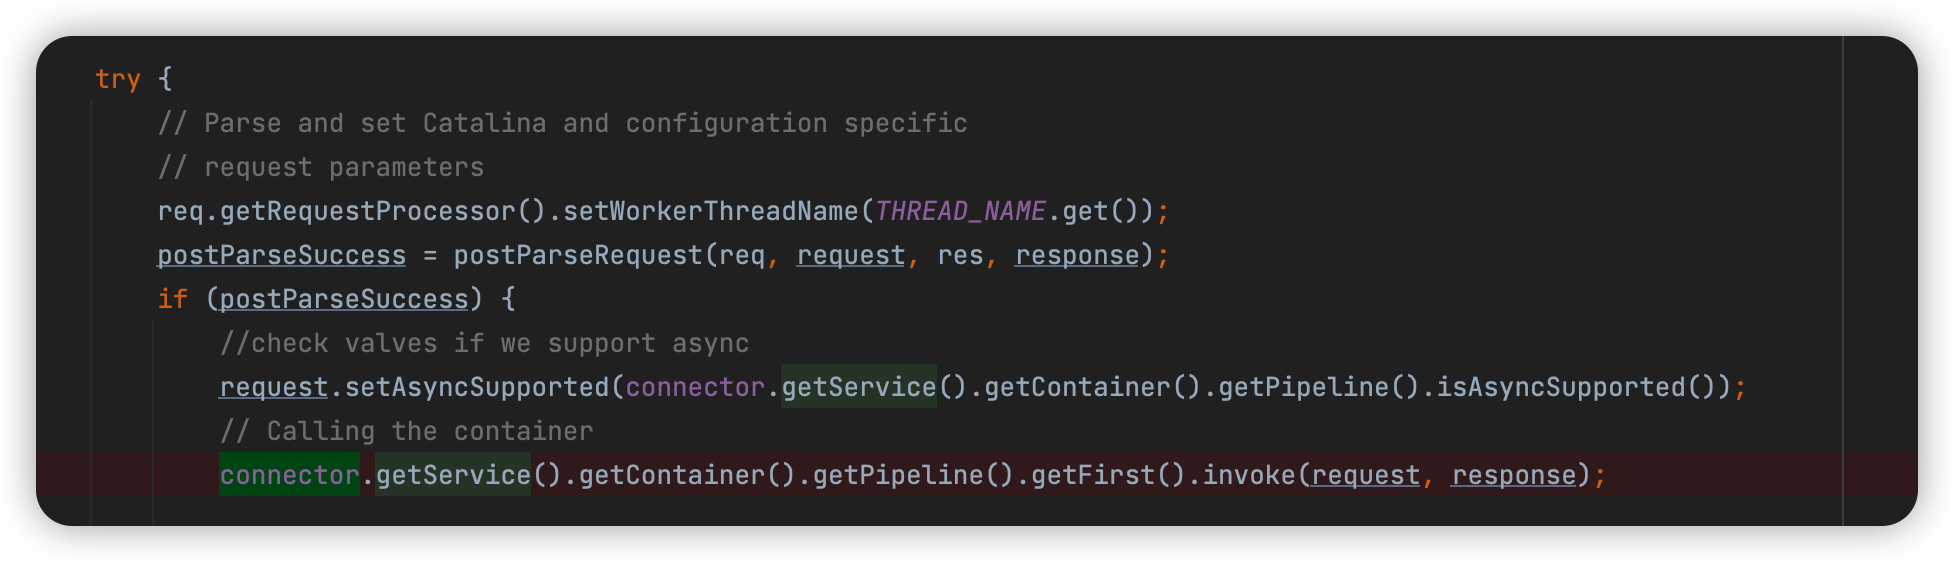 try {
// Parse and set Catalina and configuration specific
// request parameters
req.getRequestProcessor().setWorkerThreadName(THREAD_NAME.get());
postParseSuccess = postParseRequest(req, request, res, response);
if (postParseSuccess) {
//check valves if we support async
request.setAsyncSupported(connector.getService().getContainer().getPipeline().isAsyncSupported());
// Calling the container
connector.getService().getContainer().getPipeline().getFirst().invoke(request, response);